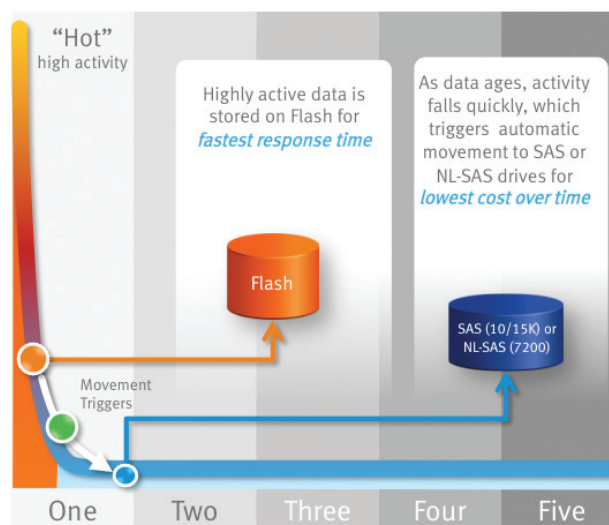 “Hot”
high activity
Highly active data is
stored on Flash for
fastest response time
As data ages, activity
falls quickly, which
triggers automatic
movement to SAS or
NL-SAS drives for
lowest cost over time
Flash
SAS (10/15K) or
NL-SAS (7200)
Movement
Triggers
One Two Three Four Five